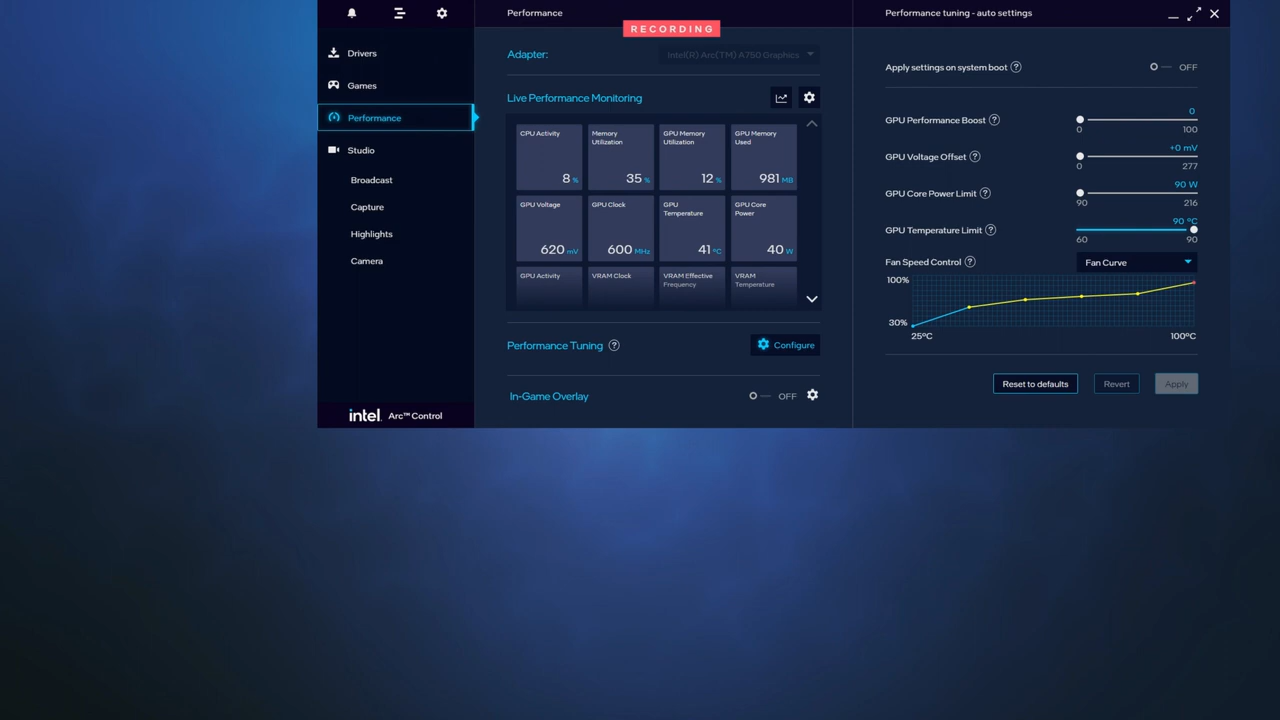 Performance
Performance tuning - auto settings
RECORDING
Drivers
Games
Performance
Studio
Broadcast
Capture
Highlights
Camera
intel. Arc™ Control
Adapter:
Intel(R) Arc(TM) A750 Graphics
Live Performance Monitoring
CPU Activity
8 %
Memory
Utilization
35 %
GPU Memory
Utilization
12 %
GPU Memory
Used
981 MB
GPU Voltage
620 mV
GPU Clock
600 MHz
GPU
Temperature
41 °C
GPU Core
Power
40 W
GPU Activity
VRAM Clock
VRAM Effective
Frequency
VRAM
Temperature
Performance Tuning ?
Configure
In-Game Overlay
OFF
Apply settings on system boot ?
OFF
GPU Performance Boost ?
0
0 100
GPU Voltage Offset ?
+0 mV
0 277
GPU Core Power Limit ?
90 W
90 216
GPU Temperature Limit ?
90 °C
60 90
Fan Speed Control ?
Fan Curve
100%
30%
25°C 100°C
Reset to defaults
Revert
Apply